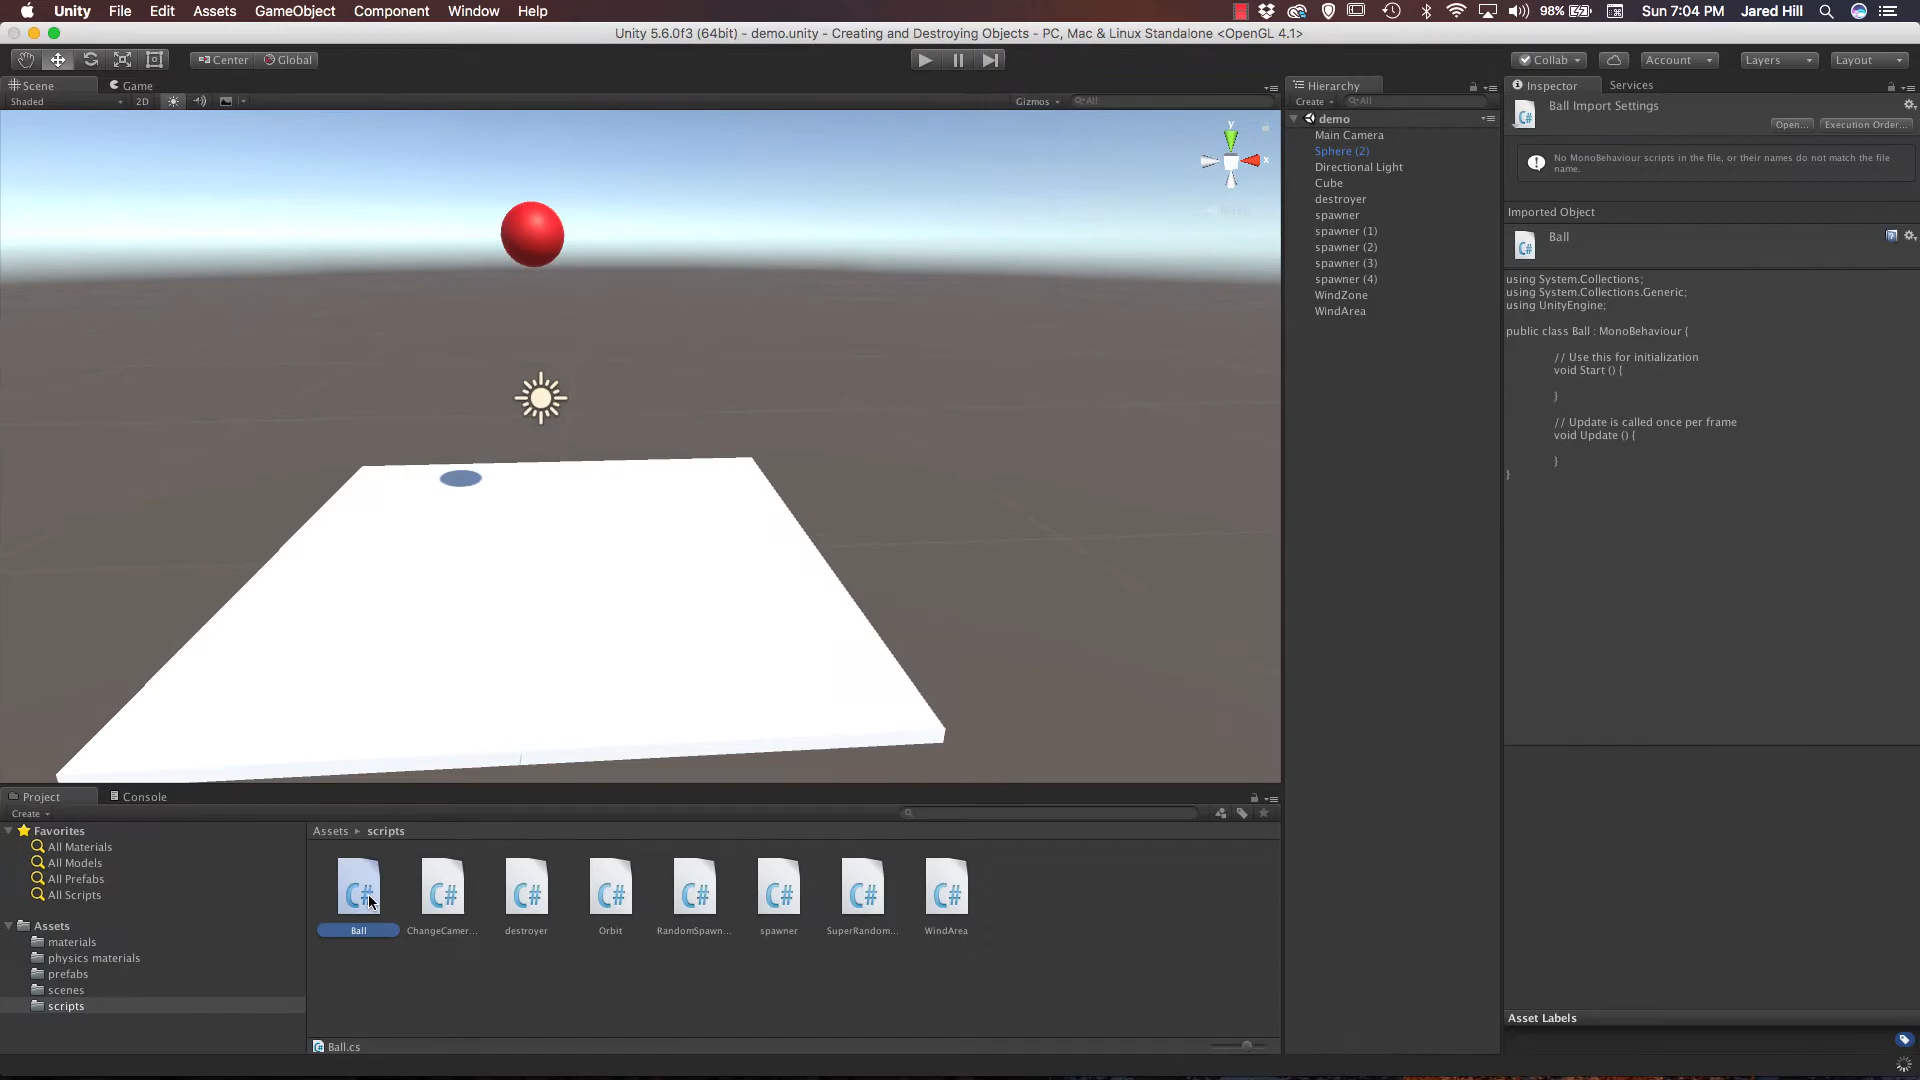 Unity File Edit Assets GameObject Component Window Help 98% Sun 7:04 PM Jared Hill
Unity 5.6.0f3 (64bit) - demo.unity - Creating and Destroying Objects - PC, Mac & Linux Standalone <OpenGL 4.1>
Center Global Collab Account Layers Layout
Scene Game
Shaded 2D Gizmos All
y
x
Hierarchy
Create All
demo
Main Camera
Sphere (2)
Directional Light
Cube
destroyer
spawner
spawner (1)
spawner (2)
spawner (3)
spawner (4)
WindZone
WindArea
Inspector Services
C# Ball Import Settings
Open... Execution Order...
No MonoBehaviour scripts in the file, or their names do not match the file
name.
Imported Object
C# Ball
using System.Collections;
using System.Collections.Generic;
using UnityEngine;
public class Ball : MonoBehaviour {
// Use this for initialization
void Start () {
}
// Update is called once per frame
void Update () {
}
}
Asset Labels
Project Console
Create
Favorites
All Materials
All Models
All Prefabs
All Scripts
Assets
materials
physics materials
prefabs
scenes
scripts
Assets ▸ scripts
C# C# C# C# C# C# C# C#
Ball ChangeCamer... destroyer Orbit RandomSpawn... spawner SuperRandom... WindArea
Ball.cs